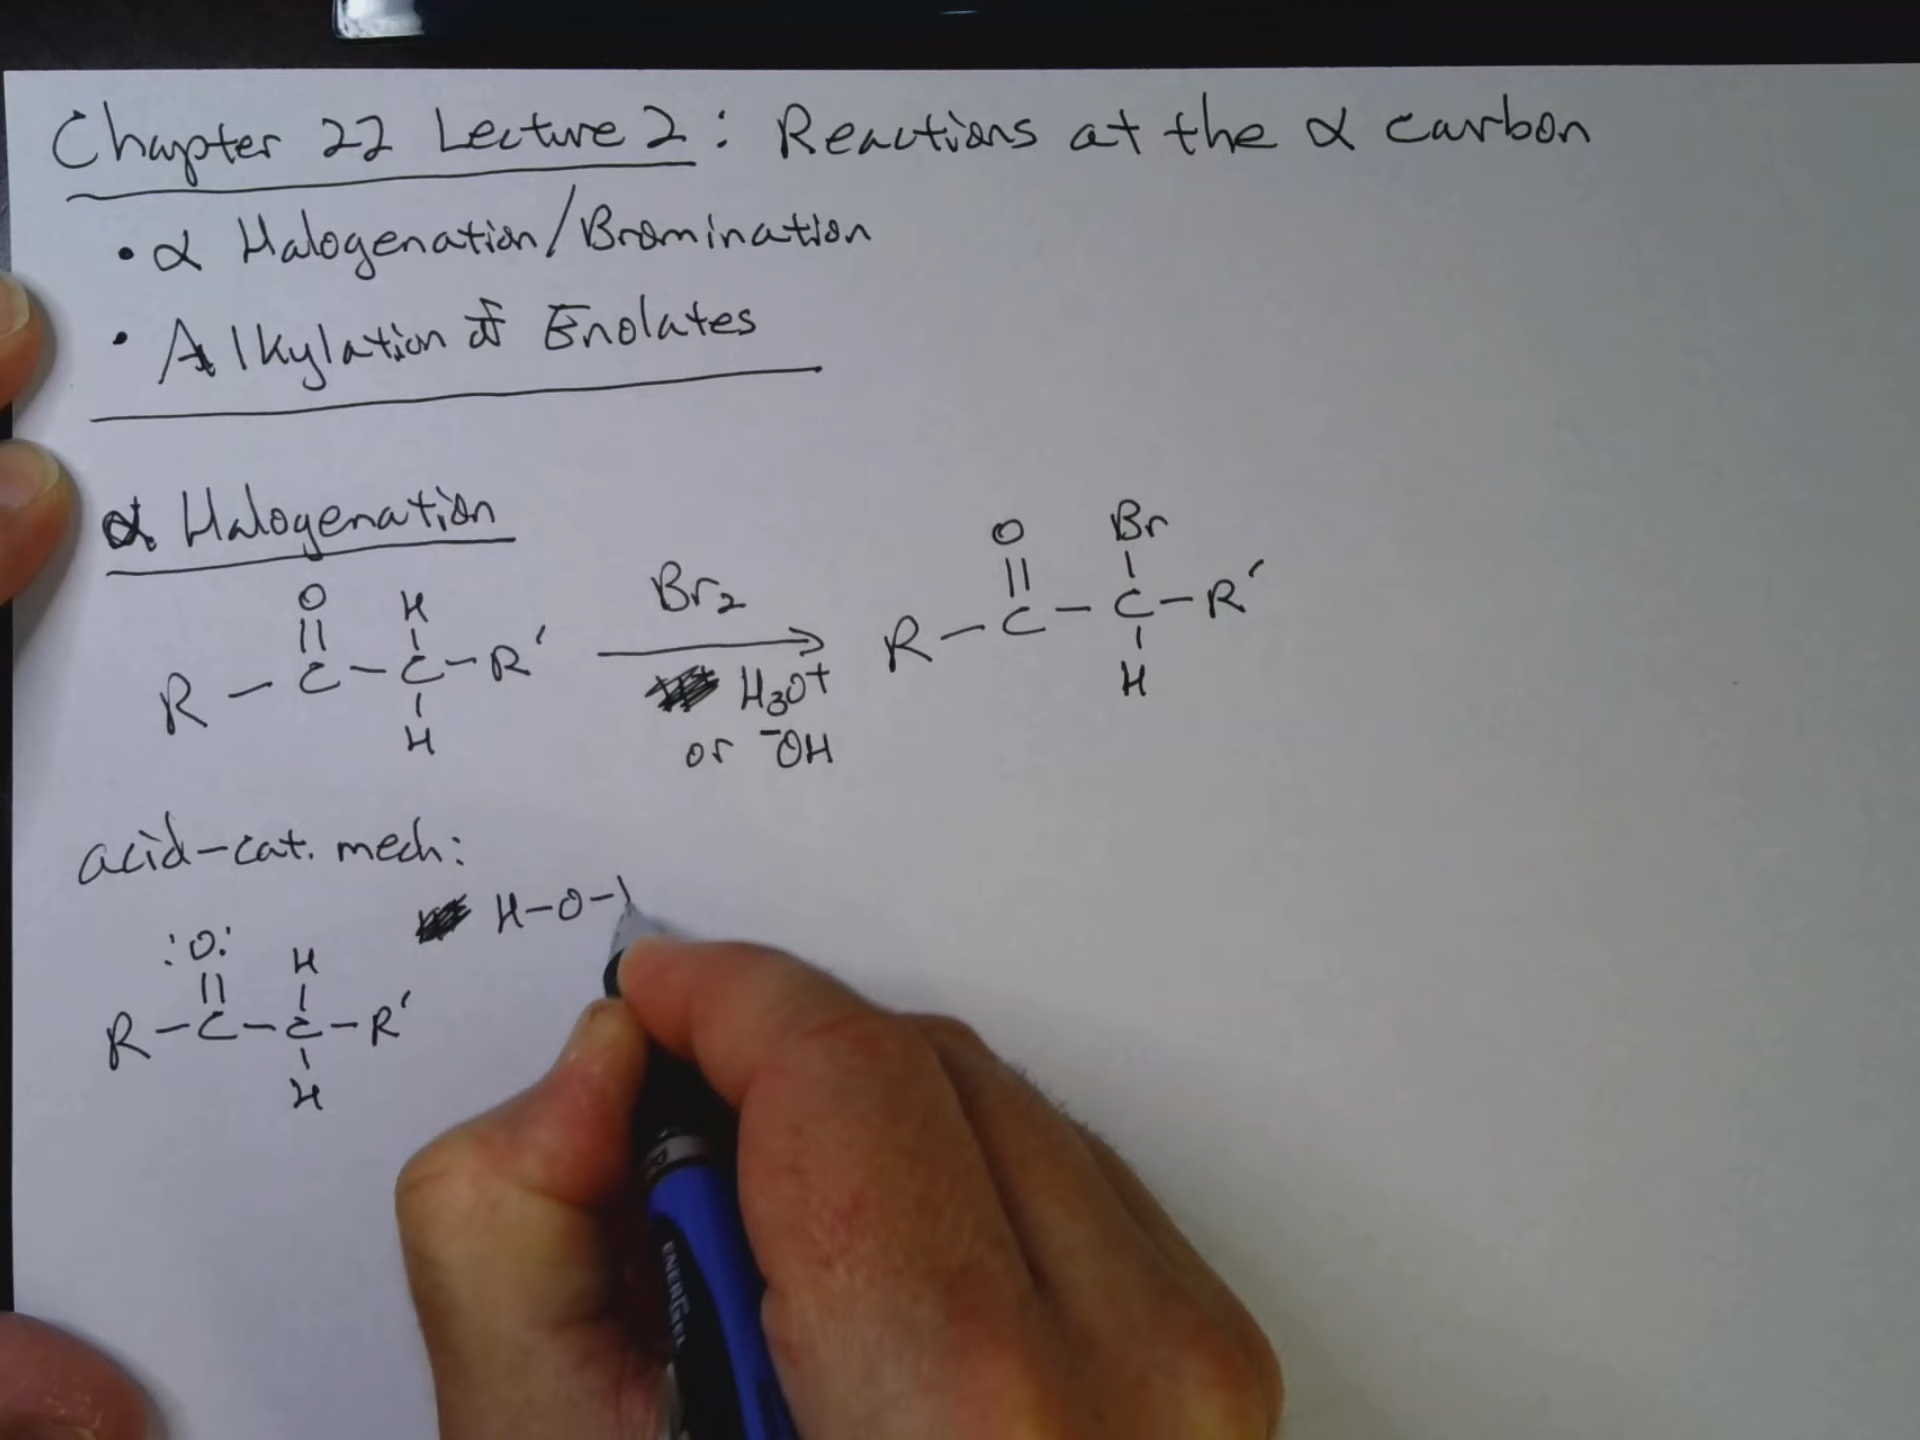 Chapter 22 Lecture 2: Reactions at the α carbon
• α Halogenation/Bromination
• Alkylation of Enolates
α Halogenation
O H
R - C - C - R'
H
Br2
H3O+
or -OH
O Br
R - C - C - R'
H
acid-cat. mech:
H-O-
:O: H
R - C - C - R'
H
ENERGEL